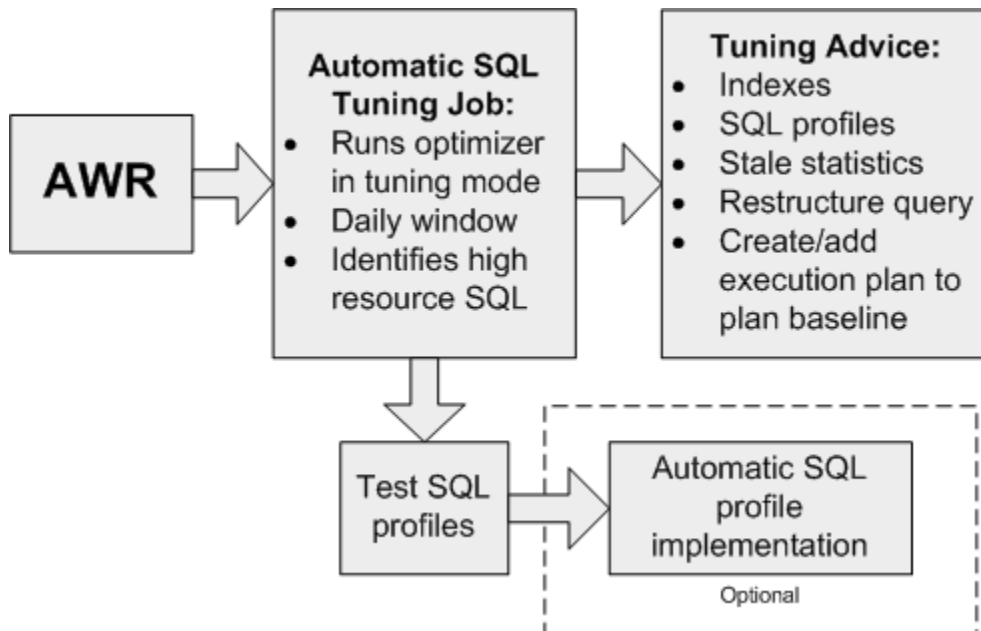 AWR
Automatic SQL
Tuning Job:
• Runs optimizer
in tuning mode
• Daily window
• Identifies high
resource SQL
Tuning Advice:
• Indexes
• SQL profiles
• Stale statistics
• Restructure query
• Create/add
execution plan to
plan baseline
Test SQL
profiles
Automatic SQL
profile
implementation
Optional